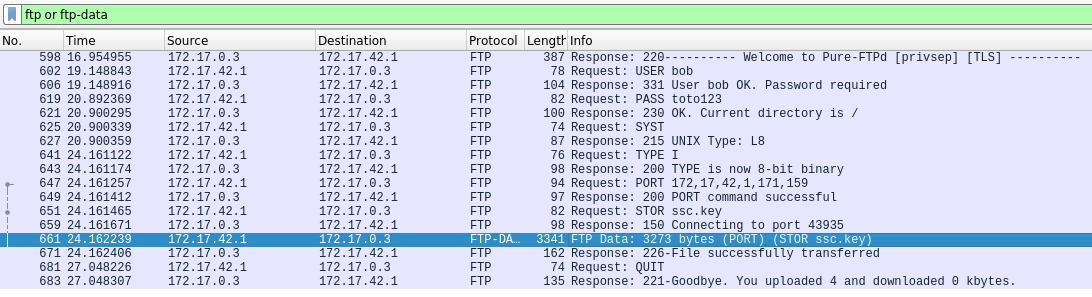 ftp or ftp-data
No. Time Source Destination Protocol Length Info
598 16.954955 172.17.0.3 172.17.42.1 FTP 387 Response: 220---------- Welcome to Pure-FTPd [privsep] [TLS] ----------
602 19.148843 172.17.42.1 172.17.0.3 FTP 78 Request: USER bob
606 19.148916 172.17.0.3 172.17.42.1 FTP 104 Response: 331 User bob OK. Password required
619 20.892369 172.17.42.1 172.17.0.3 FTP 82 Request: PASS toto123
621 20.900295 172.17.0.3 172.17.42.1 FTP 100 Response: 230 OK. Current directory is /
625 20.900339 172.17.42.1 172.17.0.3 FTP 74 Request: SYST
627 20.900359 172.17.0.3 172.17.42.1 FTP 87 Response: 215 UNIX Type: L8
641 24.161122 172.17.42.1 172.17.0.3 FTP 76 Request: TYPE I
643 24.161174 172.17.0.3 172.17.42.1 FTP 98 Response: 200 TYPE is now 8-bit binary
647 24.161257 172.17.42.1 172.17.0.3 FTP 94 Request: PORT 172,17,42,1,171,159
649 24.161412 172.17.0.3 172.17.42.1 FTP 97 Response: 200 PORT command successful
651 24.161465 172.17.42.1 172.17.0.3 FTP 82 Request: STOR ssc.key
659 24.161671 172.17.0.3 172.17.42.1 FTP 98 Response: 150 Connecting to port 43935
661 24.162239 172.17.42.1 172.17.0.3 FTP-DA… 3341 FTP Data: 3273 bytes (PORT) (STOR ssc.key)
671 24.162406 172.17.0.3 172.17.42.1 FTP 162 Response: 226-File successfully transferred
681 27.048226 172.17.42.1 172.17.0.3 FTP 74 Request: QUIT
683 27.048307 172.17.0.3 172.17.42.1 FTP 135 Response: 221-Goodbye. You uploaded 4 and downloaded 0 kbytes.